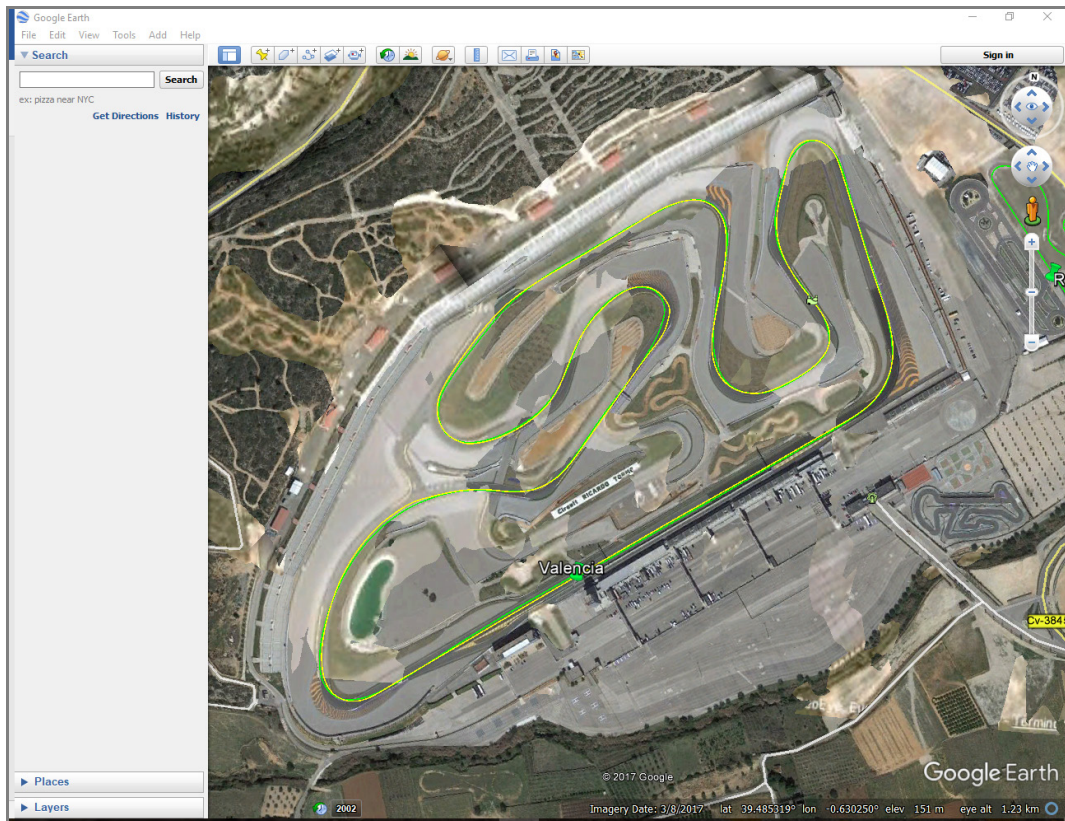 Google Earth
File Edit View Tools Add Help
Search
Sign in
Search
ex: pizza near NYC
Get Directions History
N
R
Circuit RICARDO TORMO
Valencia
Cv-384
Places
Layers
© 2017 Google
Google Earth
2002
Imagery Date: 3/8/2017 lat 39.485319° lon -0.630250° elev 151 m eye alt 1.23 km